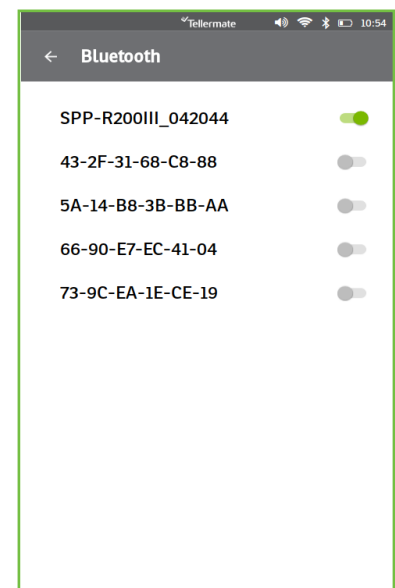 Tellermate 10:54
Bluetooth
SPP-R200III_042044
43-2F-31-68-C8-88
5A-14-B8-3B-BB-AA
66-90-E7-EC-41-04
73-9C-EA-1E-CE-19